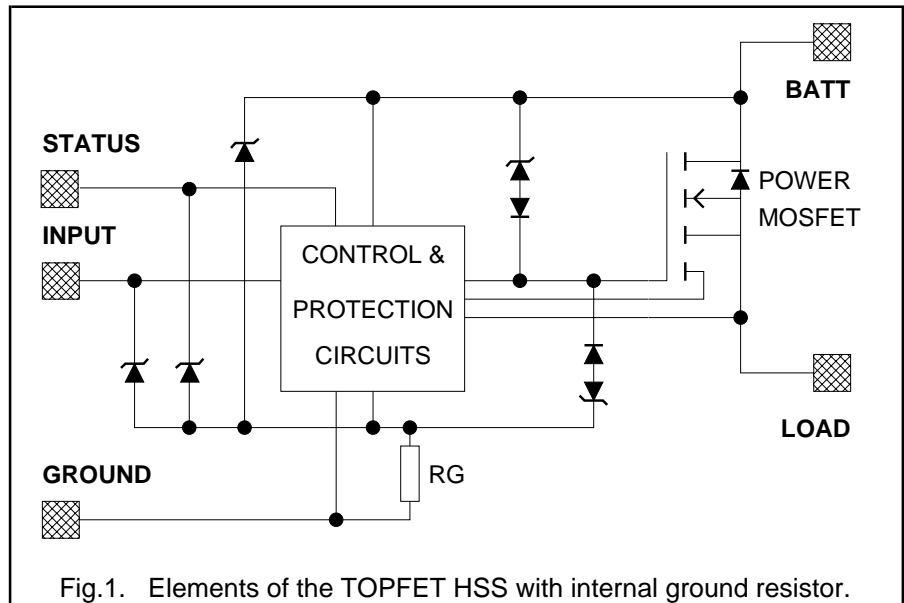 BATT
STATUS
POWER
MOSFET
INPUT
CONTROL &
PROTECTION
CIRCUITS
LOAD
GROUND
RG
Fig.1. Elements of the TOPFET HSS with internal ground resistor.